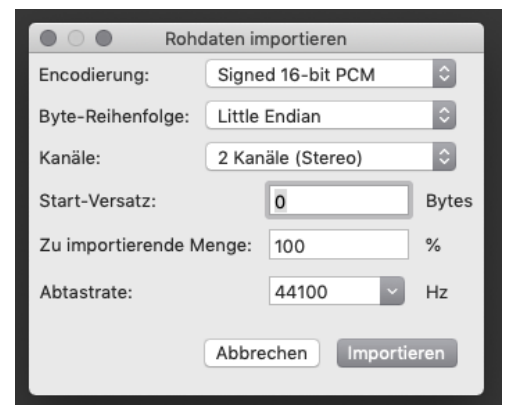 Rohdaten importieren
Encodierung: Signed 16-bit PCM
Byte-Reihenfolge: Little Endian
Kanäle: 2 Kanäle (Stereo)
Start-Versatz: 0 Bytes
Zu importierende Menge: 100 %
Abtastrate: 44100 Hz
Abbrechen Importieren